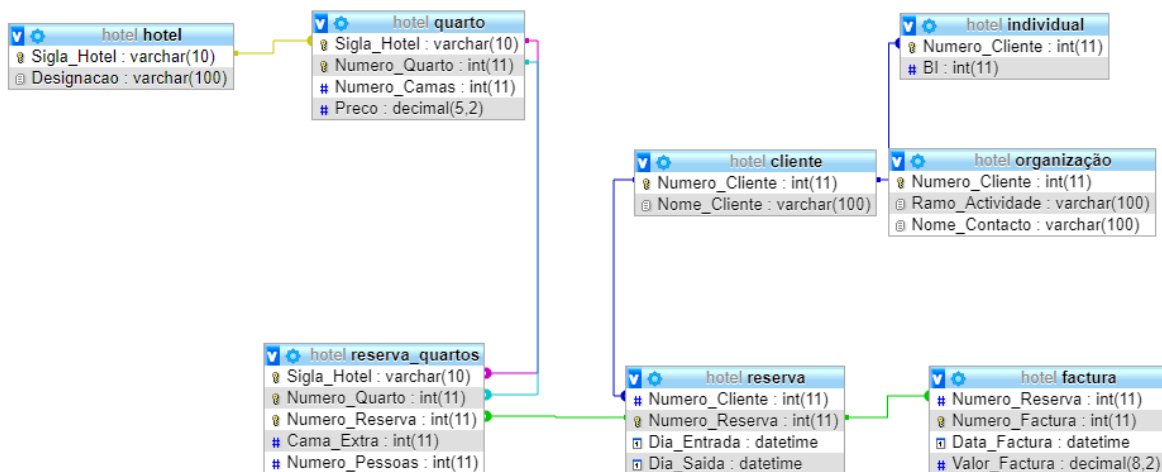 hotel hotel
Sigla_Hotel : varchar(10)
Designacao : varchar(100)
hotel quarto
Sigla_Hotel : varchar(10)
Numero_Quarto : int(11)
Numero_Camas : int(11)
Preco : decimal(5,2)
hotel individual
Numero_Cliente : int(11)
BI : int(11)
hotel cliente
Numero_Cliente : int(11)
Nome_Cliente : varchar(100)
hotel organização
Numero_Cliente : int(11)
Ramo_Actividade : varchar(100)
Nome_Contacto : varchar(100)
hotel reserva_quartos
Sigla_Hotel : varchar(10)
Numero_Quarto : int(11)
Numero_Reserva : int(11)
Cama_Extra : int(11)
Numero_Pessoas : int(11)
hotel reserva
Numero_Cliente : int(11)
Numero_Reserva : int(11)
Dia_Entrada : datetime
Dia_Saida : datetime
hotel factura
Numero_Reserva : int(11)
Numero_Factura : int(11)
Data_Factura : datetime
Valor_Factura : decimal(8,2)